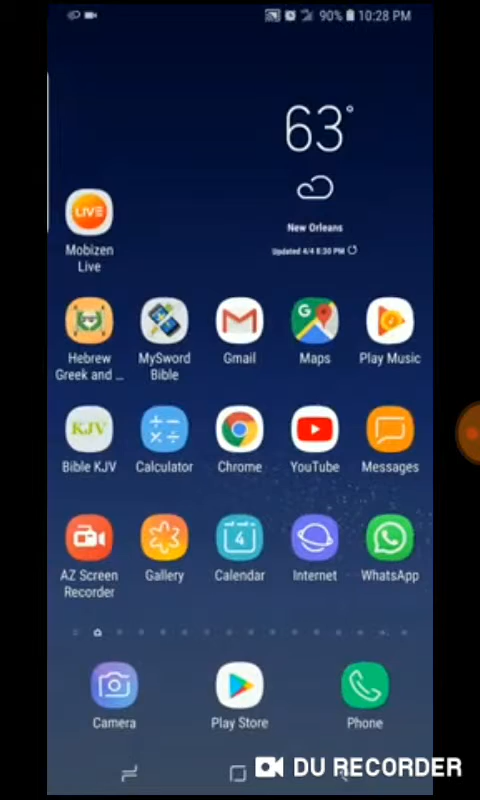 90% 10:28 PM
63°
New Orleans
Updated 4/4 8:30 PM
LIVE
Mobizen
Live
Hebrew
Greek and ...
MySword
Bible
Gmail
Maps
Play Music
G
KJV
Bible KJV
Calculator
Chrome
YouTube
Messages
4
AZ Screen
Recorder
Gallery
Calendar
Internet
WhatsApp
Camera
Play Store
Phone
DU RECORDER